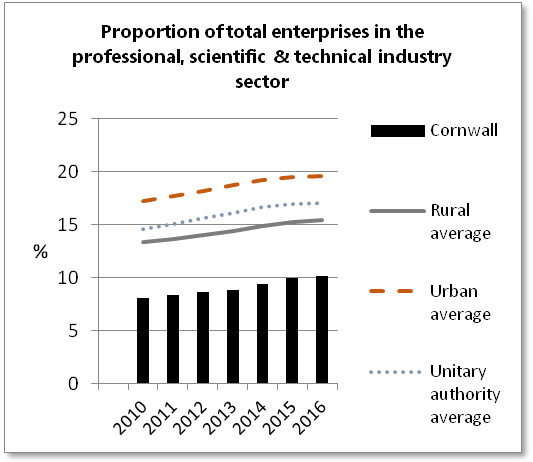 Proportion of total enterprises in the
professional, scientific & technical industry
sector
25
20
15
10
5
0
%
2010
2011
2012
2013
2014
2015
2016
Cornwall
Rural
average
Urban
average
Unitary
authority
average